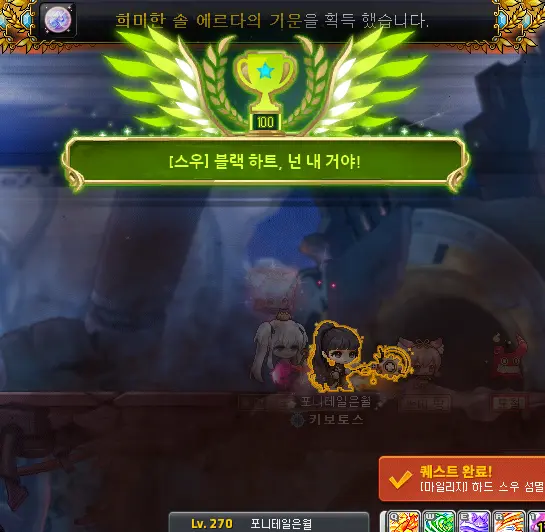 희미한 솔 에르다의 기운을 획득 했습니다.
100
[스우] 블랙 하트, 넌 내 거야!
포니테일은월
키보토스
퀘스트 완료!
[마일리지] 하드 스우 섬멸
Lv. 270 포니테일은월
Q W E R